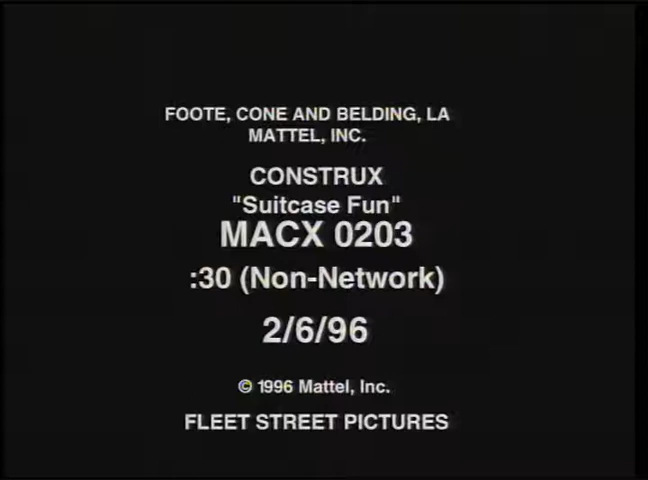 FOOTE, CONE AND BELDING, LA
MATTEL, INC.
CONSTRUX
"Suitcase Fun"
MACX 0203
:30 (Non-Network)
2/6/96
© 1996 Mattel, Inc.
FLEET STREET PICTURES